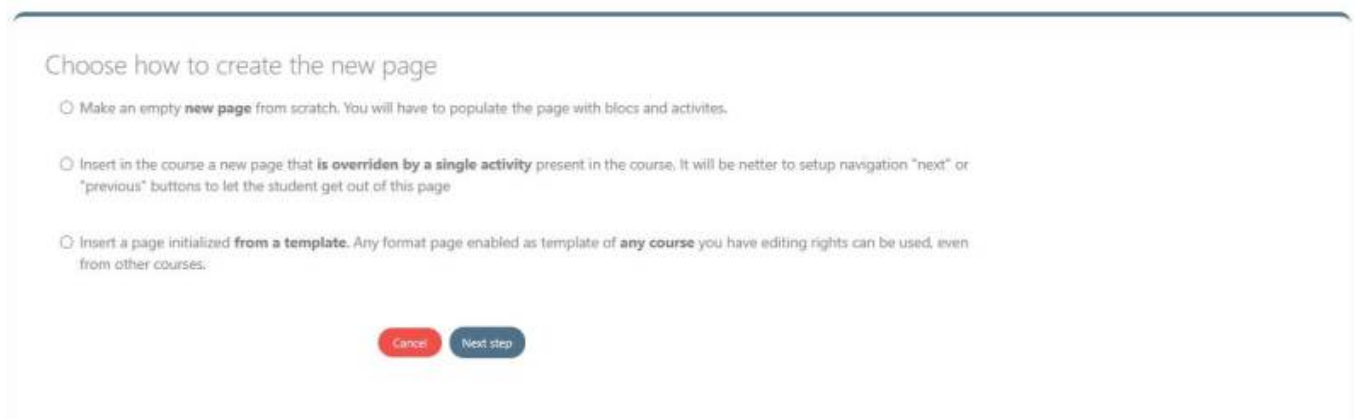 Choose how to create the new page
Make an empty new page from scratch. You will have to populate the page with blocs and activites.
Insert in the course a new page that is overriden by a single activity present in the course. It will be netter to setup navigation "next" or
"previous" buttons to let the student get out of this page
Insert a page initialized from a template. Any format page enabled as template of any course you have editing rights can be used, even
from other courses.
Cancel Next step